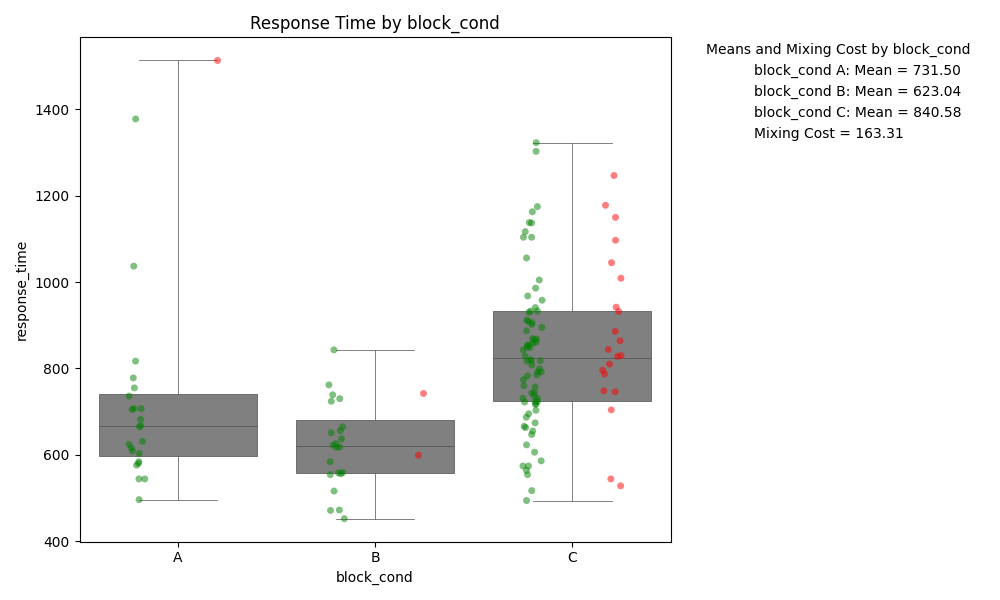 Response Time by block_cond
Means and Mixing Cost by block_cond
block_cond A: Mean = 731.50
block_cond B: Mean = 623.04
block_cond C: Mean = 840.58
Mixing Cost = 163.31
response_time
1400
1200
1000
800
600
400
A
B
C
block_cond